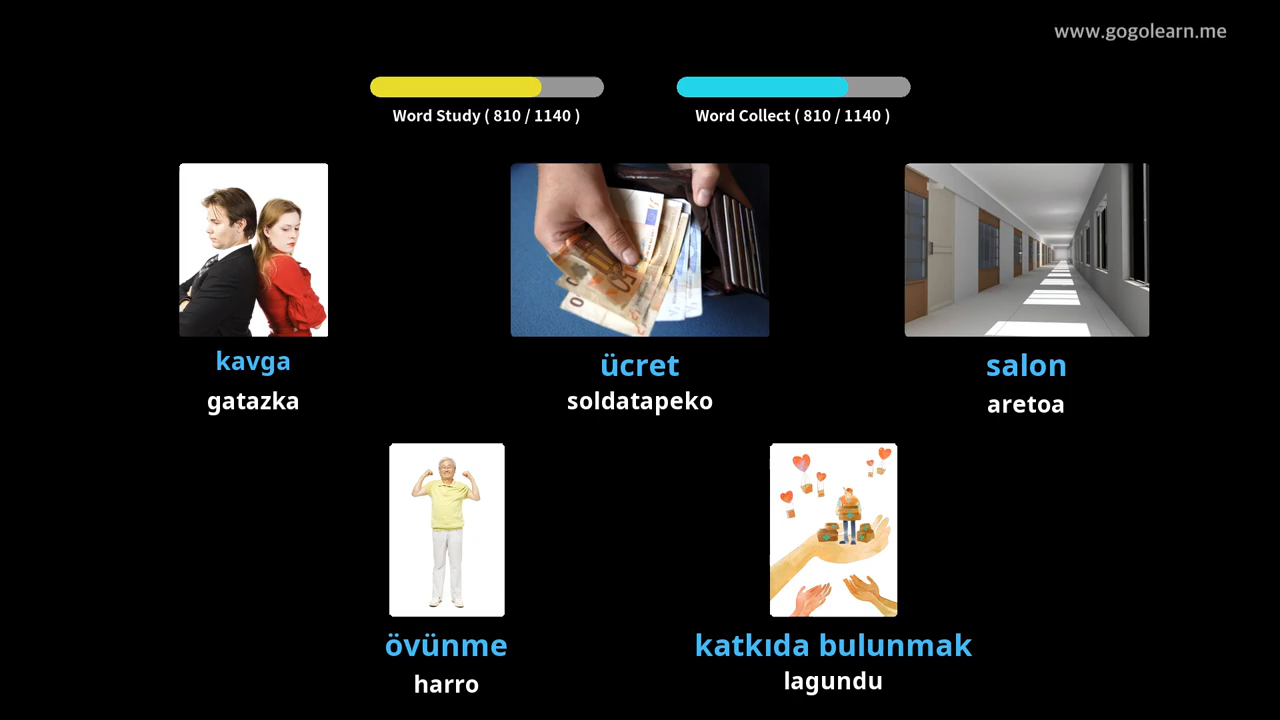 www.gogolearn.me
Word Study ( 810 / 1140 )
Word Collect ( 810 / 1140 )
kavga
gatazka
ücret
soldatapeko
salon
aretoa
övünme
harro
katkıda bulunmak
lagundu